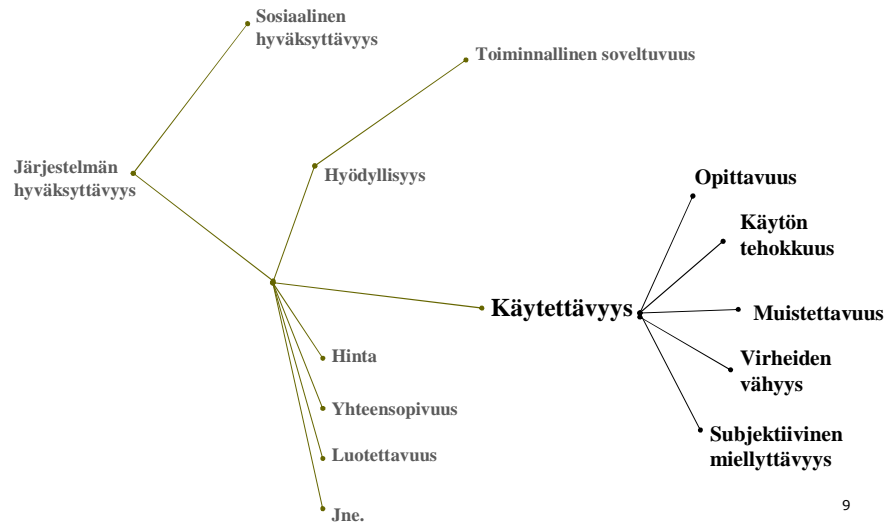 Sosiaalinen
hyväksyttävyys
Toiminnallinen soveltuvuus
Järjestelmän
hyväksyttävyys
Hyödyllisyys
Opittavuus
Käytön
tehokkuus
Käytettävyys
Muistettavuus
Virheiden
vähyys
Hinta
Yhteensopivuus
Subjektiivinen
miellyttävyys
Luotettavuus
Jne.
9